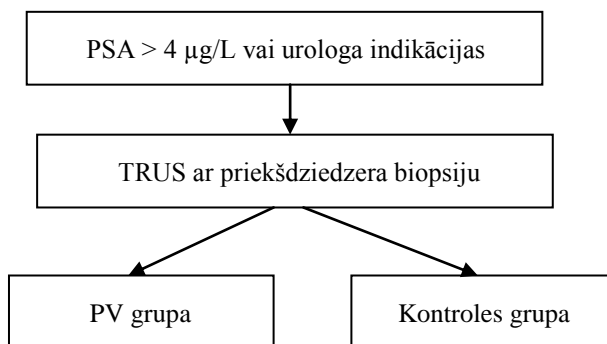 PSA > 4 µg/L vai urologa indikācijas
TRUS ar priekšdziedzera biopsiju
PV grupa
Kontroles grupa